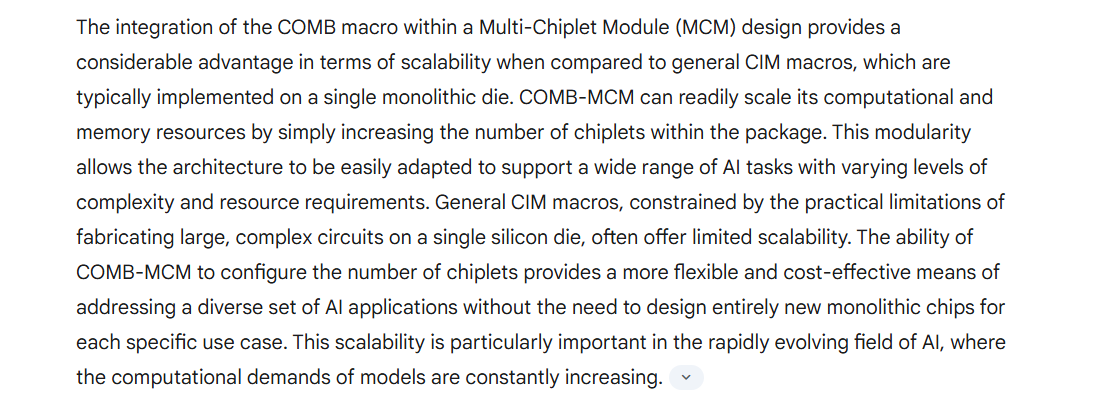 The integration of the COMB macro within a Multi-Chiplet Module (MCM) design provides a
considerable advantage in terms of scalability when compared to general CIM macros, which are
typically implemented on a single monolithic die. COMB-MCM can readily scale its computational and
memory resources by simply increasing the number of chiplets within the package. This modularity
allows the architecture to be easily adapted to support a wide range of AI tasks with varying levels of
complexity and resource requirements. General CIM macros, constrained by the practical limitations of
fabricating large, complex circuits on a single silicon die, often offer limited scalability. The ability of
COMB-MCM to configure the number of chiplets provides a more flexible and cost-effective means of
addressing a diverse set of AI applications without the need to design entirely new monolithic chips for
each specific use case. This scalability is particularly important in the rapidly evolving field of AI, where
the computational demands of models are constantly increasing.